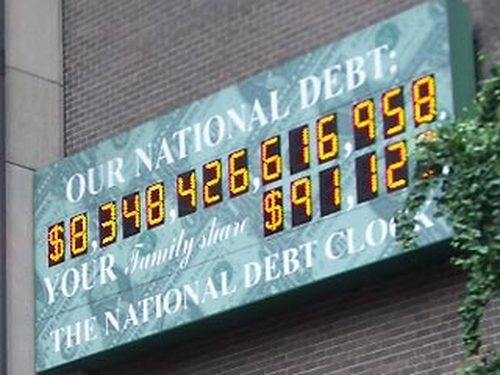 OUR NATIONAL DEBT:
$8,348,426,616,958.
YOUR Family share $91,12
THE NATIONAL DEBT CLOCK